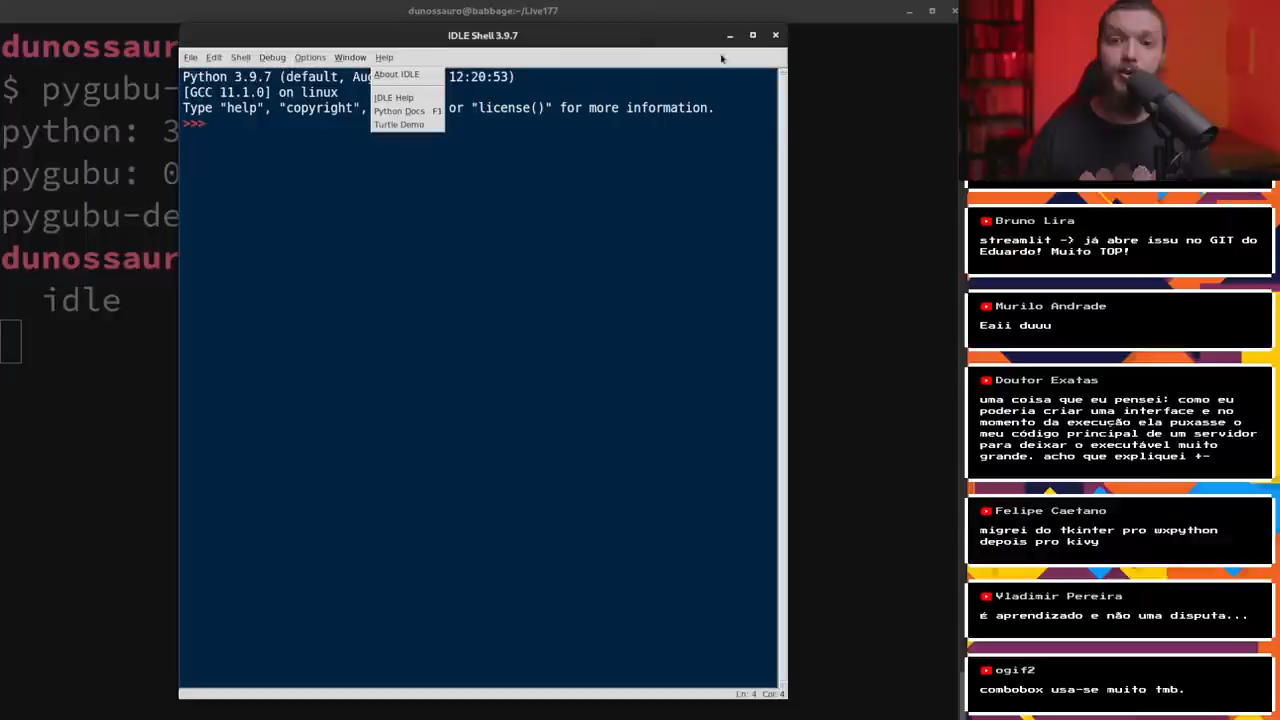 dunossauro@babbage:~/Live177
dunossaur
$ pygubu-
python: 3
pygubu: 0
pygubu-de
dunossaur
idle
IDLE Shell 3.9.7
File Edit Shell Debug Options Window Help
Python 3.9.7 (default, Aug 12:20:53)
[GCC 11.1.0] on linux
Type "help", "copyright", or "license()" for more information.
>>>
About IDLE
IDLE Help
Python Docs F1
Turtle Demo
Ln: 4 Col: 4
Bruno Lira
streamlit -> já abre issu no GIT do
Eduardo! Muito TOP!
Murilo Andrade
Eaii duuu
Doutor Exatas
uma coisa que eu pensei: como eu
poderia criar uma interface e no
momento da execução ela puxasse o
meu código principal de um servidor
para deixar o executável muito
grande. acho que expliquei +-
Felipe Caetano
migrei do tkinter pro wxpython
depois pro kivy
Vladimir Pereira
É aprendizado e não uma disputa...
ogif2
combobox usa-se muito tmb.